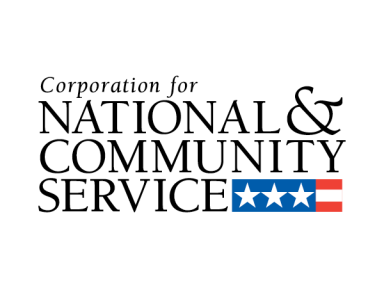 Corporation for
NATIONAL &
COMMUNITY
SERVICE